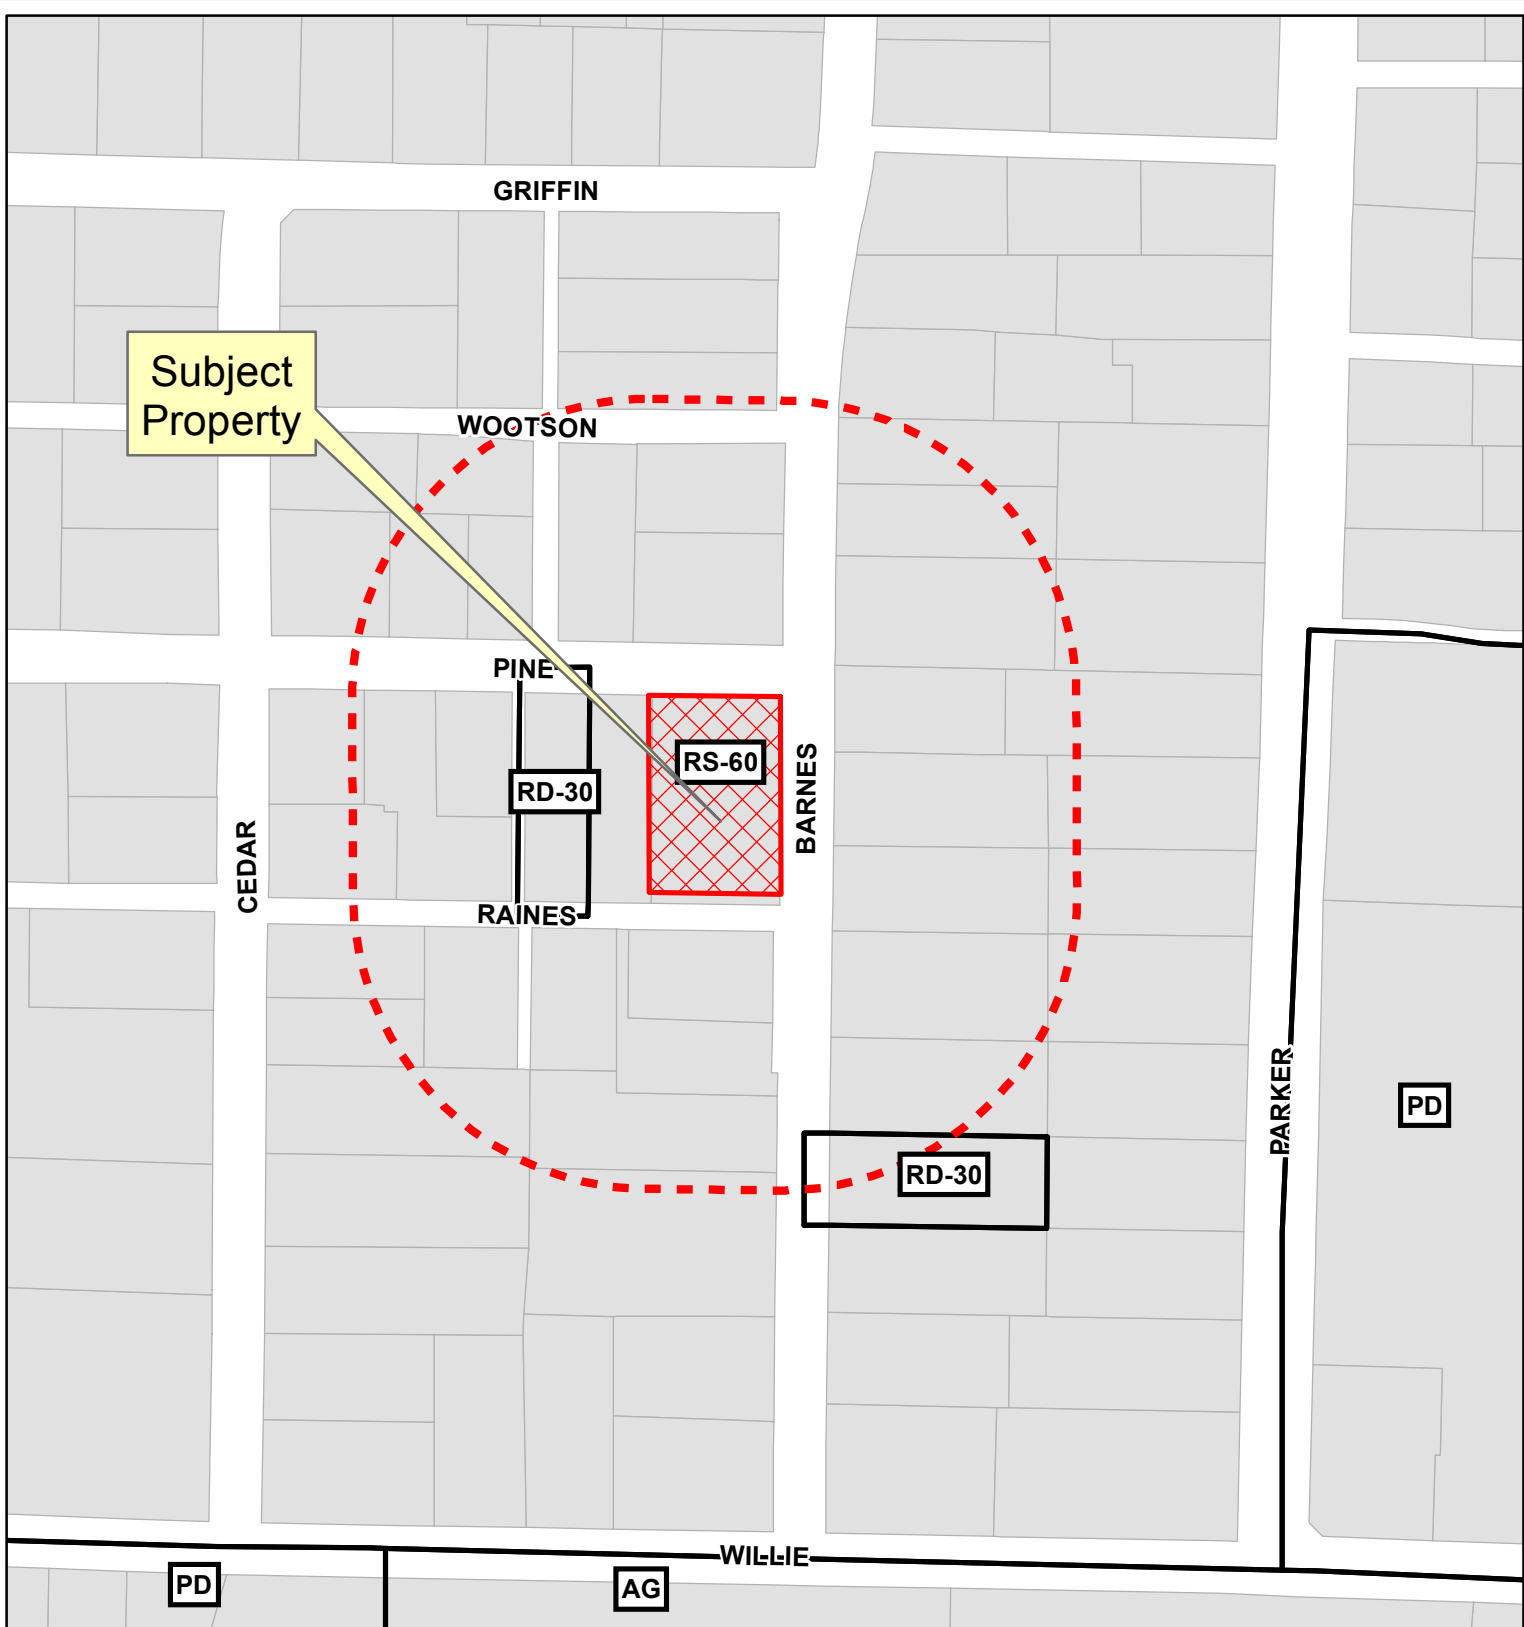 GRIFFIN
Subject
Property
WOOTSON
PINE
RS-60
RD-30
BARNES
CEDAR
RAINES
PARKER
PD
RD-30
WILLIE
PD
AG